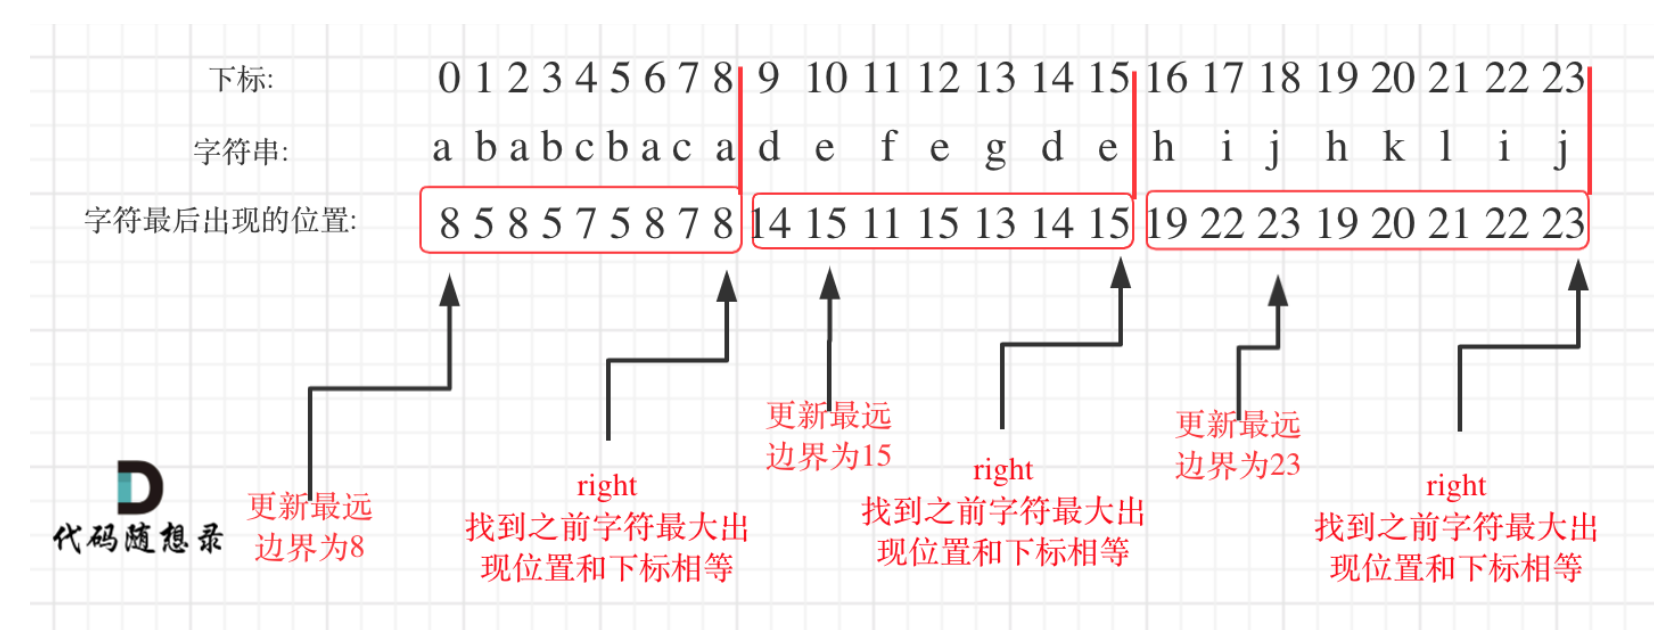 下标: 0 1 2 3 4 5 6 7 8 9 10 11 12 13 14 15 16 17 18 19 20 21 22 23
字符串: a b a b c b a c a d e f e g d e h i j h k l i j
字符最后出现的位置: 8 5 8 5 7 5 8 7 8 14 15 11 15 13 14 15 19 22 23 19 20 21 22 23
更新最远
边界为8
right
找到之前字符最大出
现位置和下标相等
更新最远
边界为15
right
找到之前字符最大出
现位置和下标相等
更新最远
边界为23
right
找到之前字符最大出
现位置和下标相等
代码随想录